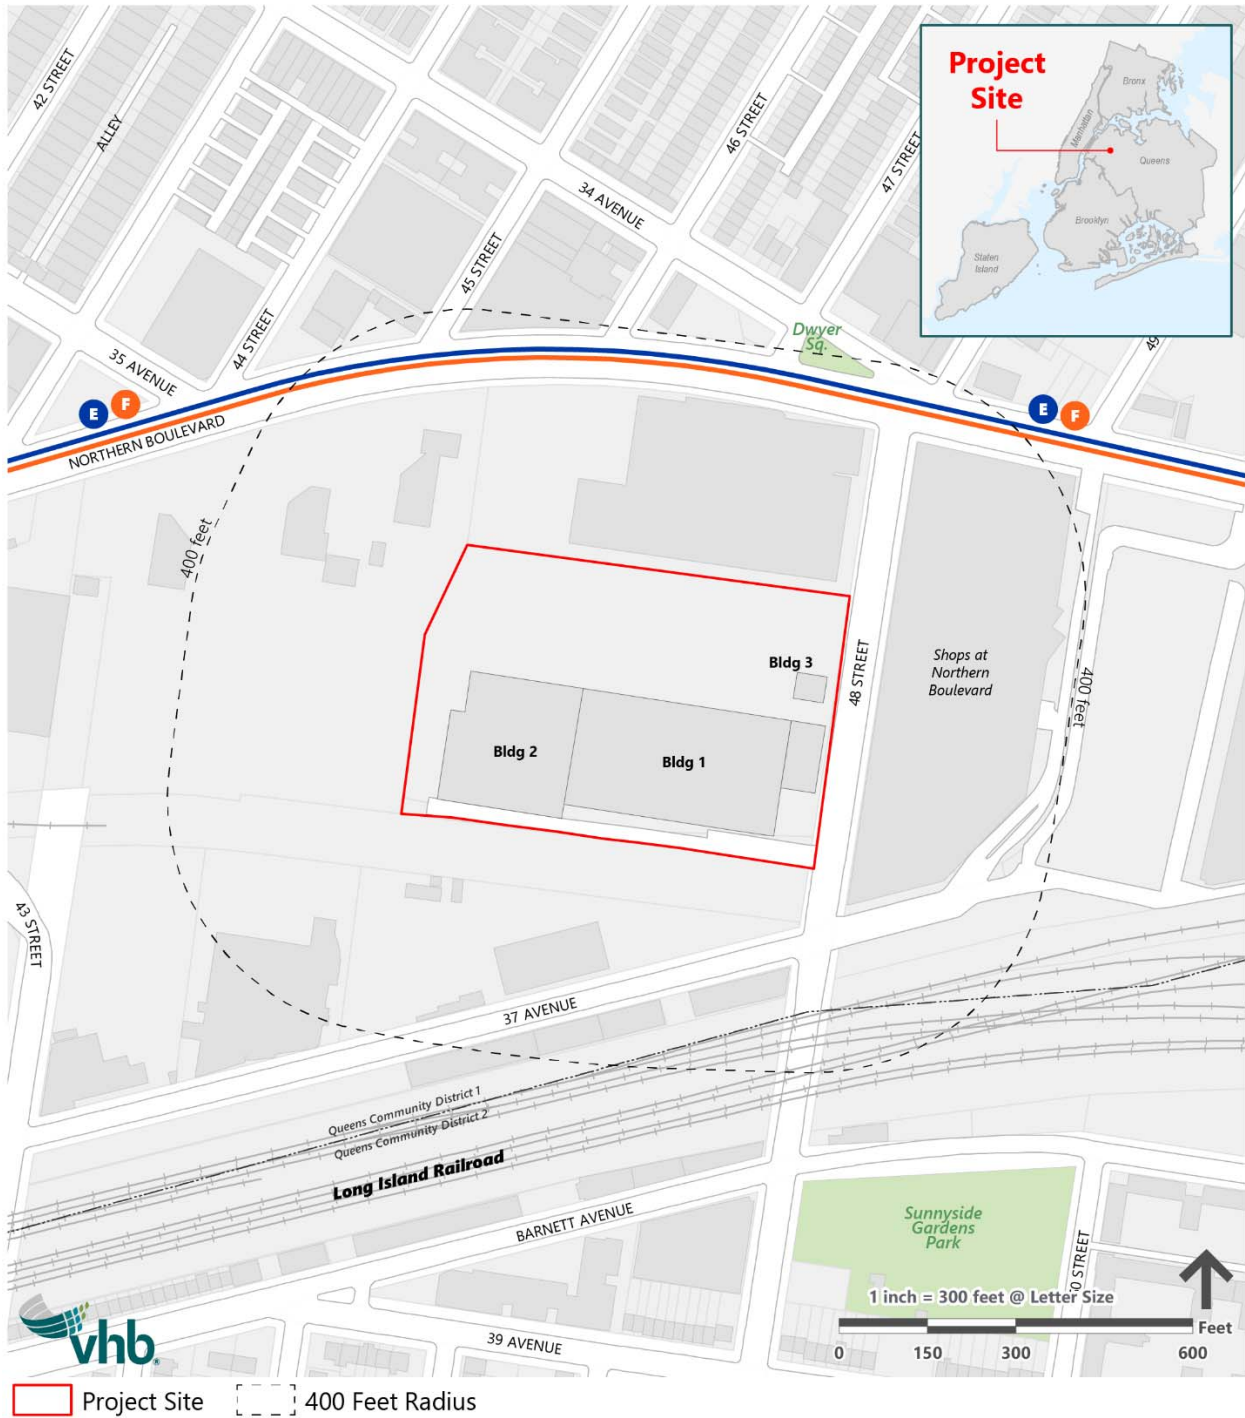 42 STREET
ALLEY
46 STREET
47 STREET
34 AVENUE
45 STREET
44 STREET
35 AVENUE
Project
Site
Bronx
Manhattan
Queens
Brooklyn
Staten
Island
Dwyer
Sq.
49
E
F
NORTHERN BOULEVARD
E
F
400 feet
Bldg 3
48 STREET
Shops at
Northern
Boulevard
400 feet
Bldg 2
Bldg 1
43 STREET
37 AVENUE
Queens Community District 1
Queens Community District 2
Long Island Railroad
BARNETT AVENUE
Sunnyside
Gardens
Park
0 STREET
1 inch = 300 feet @ Letter Size
Feet
0 150 300 600
39 AVENUE
vhb®
Project Site
400 Feet Radius